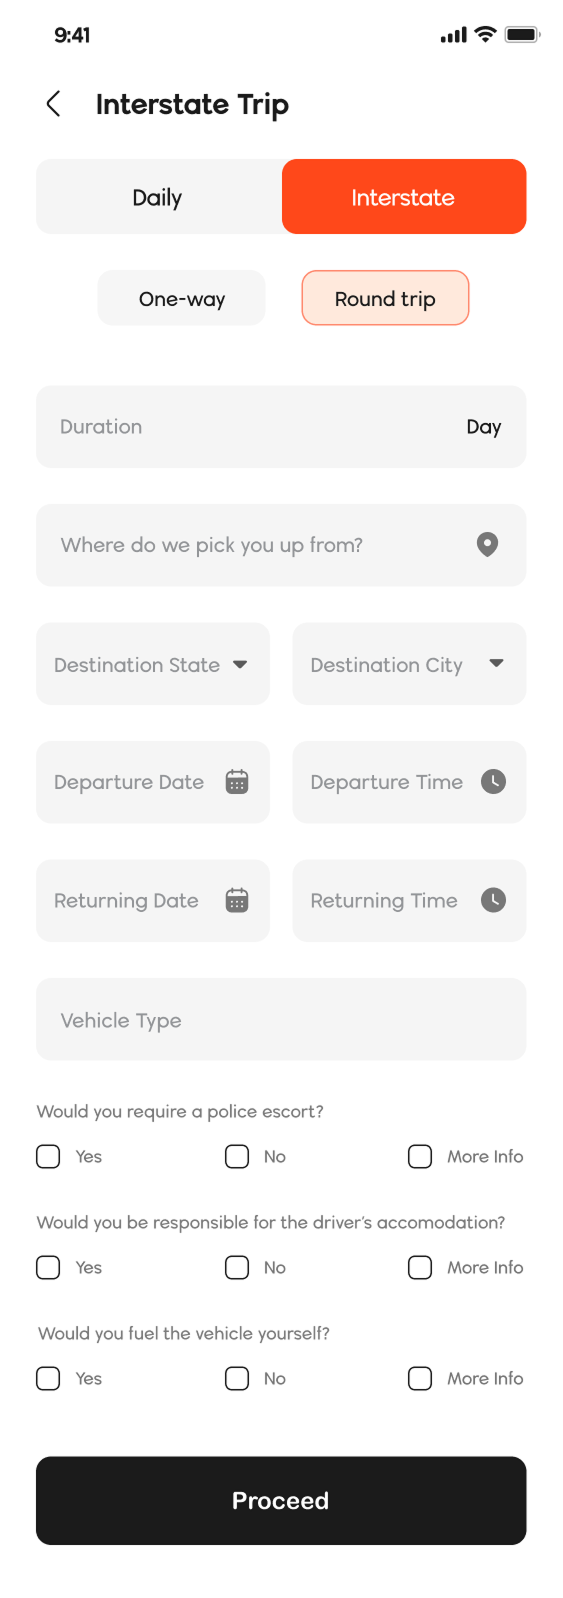 9:41
Interstate Trip
Daily Interstate
One-way Round trip
Duration Day
Where do we pick you up from?
Destination State Destination City
Departure Date Departure Time
Returning Date Returning Time
Vehicle Type
Would you require a police escort?
Yes No More Info
Would you be responsible for the driver's accomodation?
Yes No More Info
Would you fuel the vehicle yourself?
Yes No More Info
Proceed